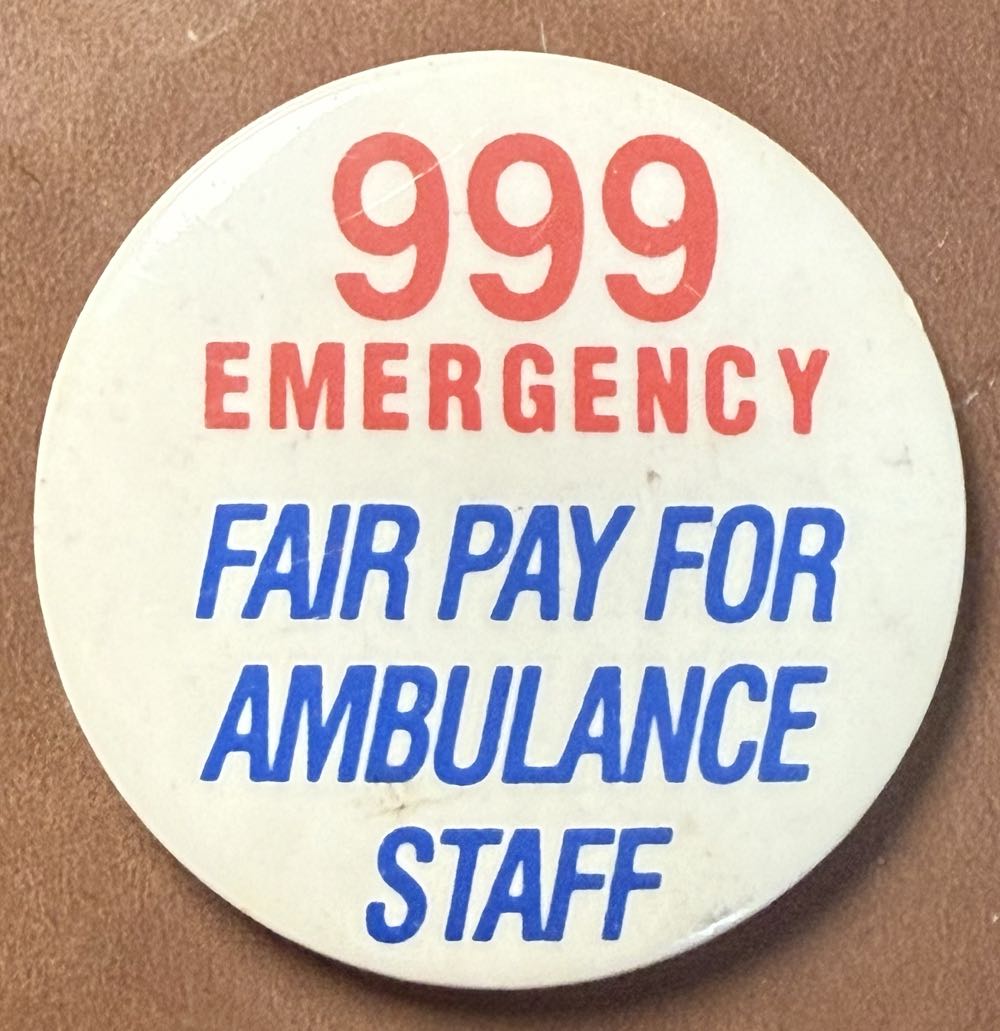 999
EMERGENCY
FAIR PAY FOR
AMBULANCE
STAFF